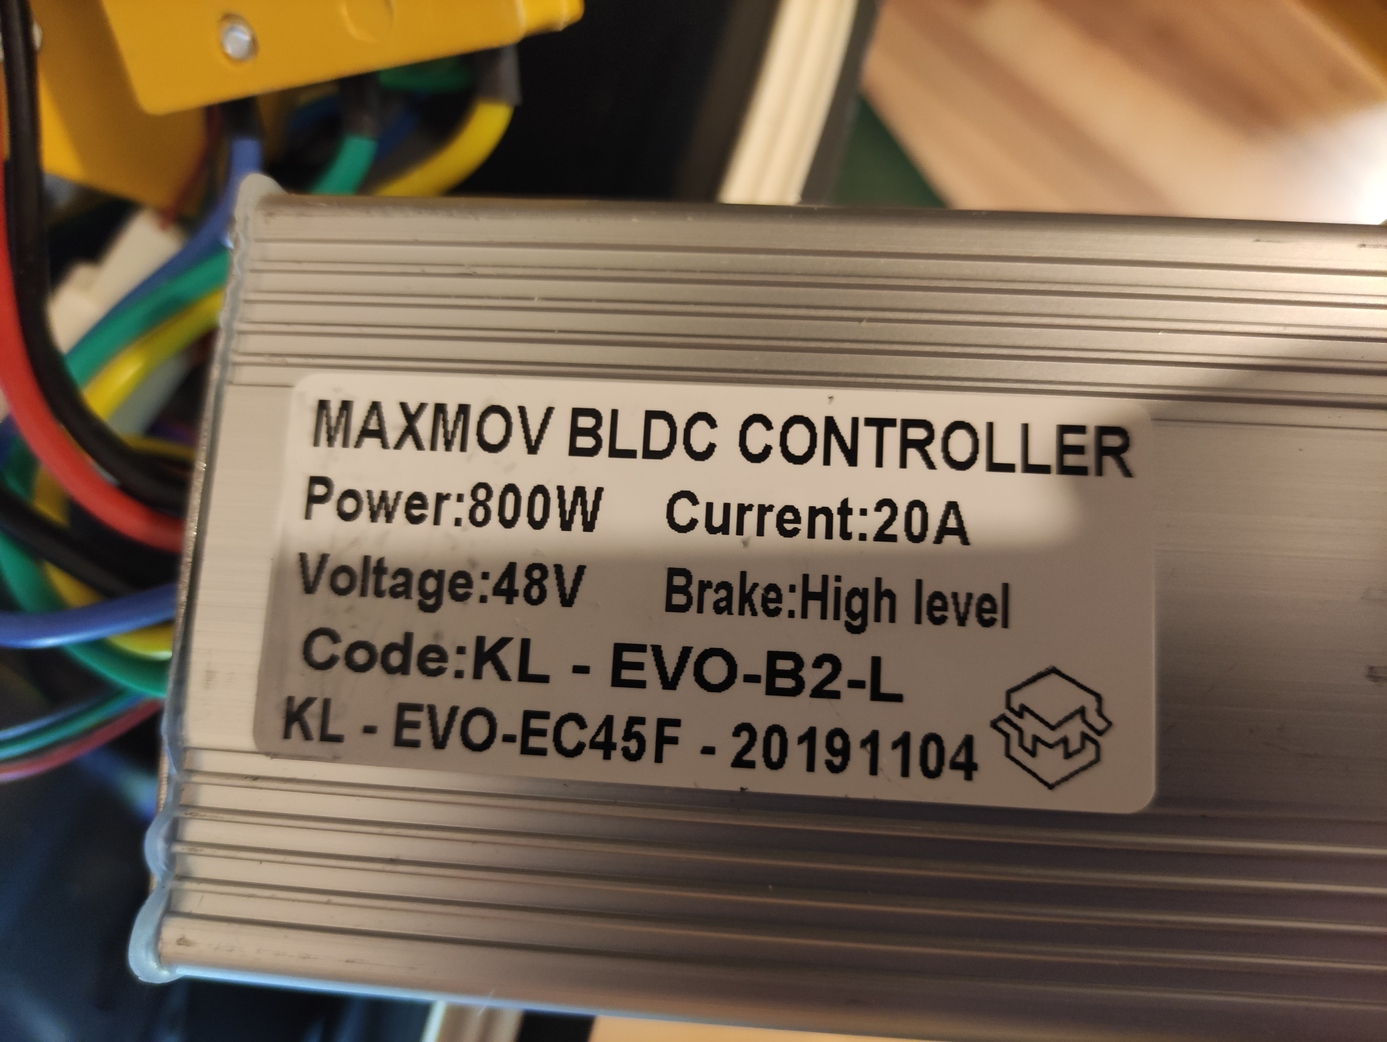 MAXMOV BLDC CONTROLLER
Power:800W Current:20A
Voltage:48V Brake:High level
Code:KL - EVO-B2-L
KL - EVO-EC45F - 20191104